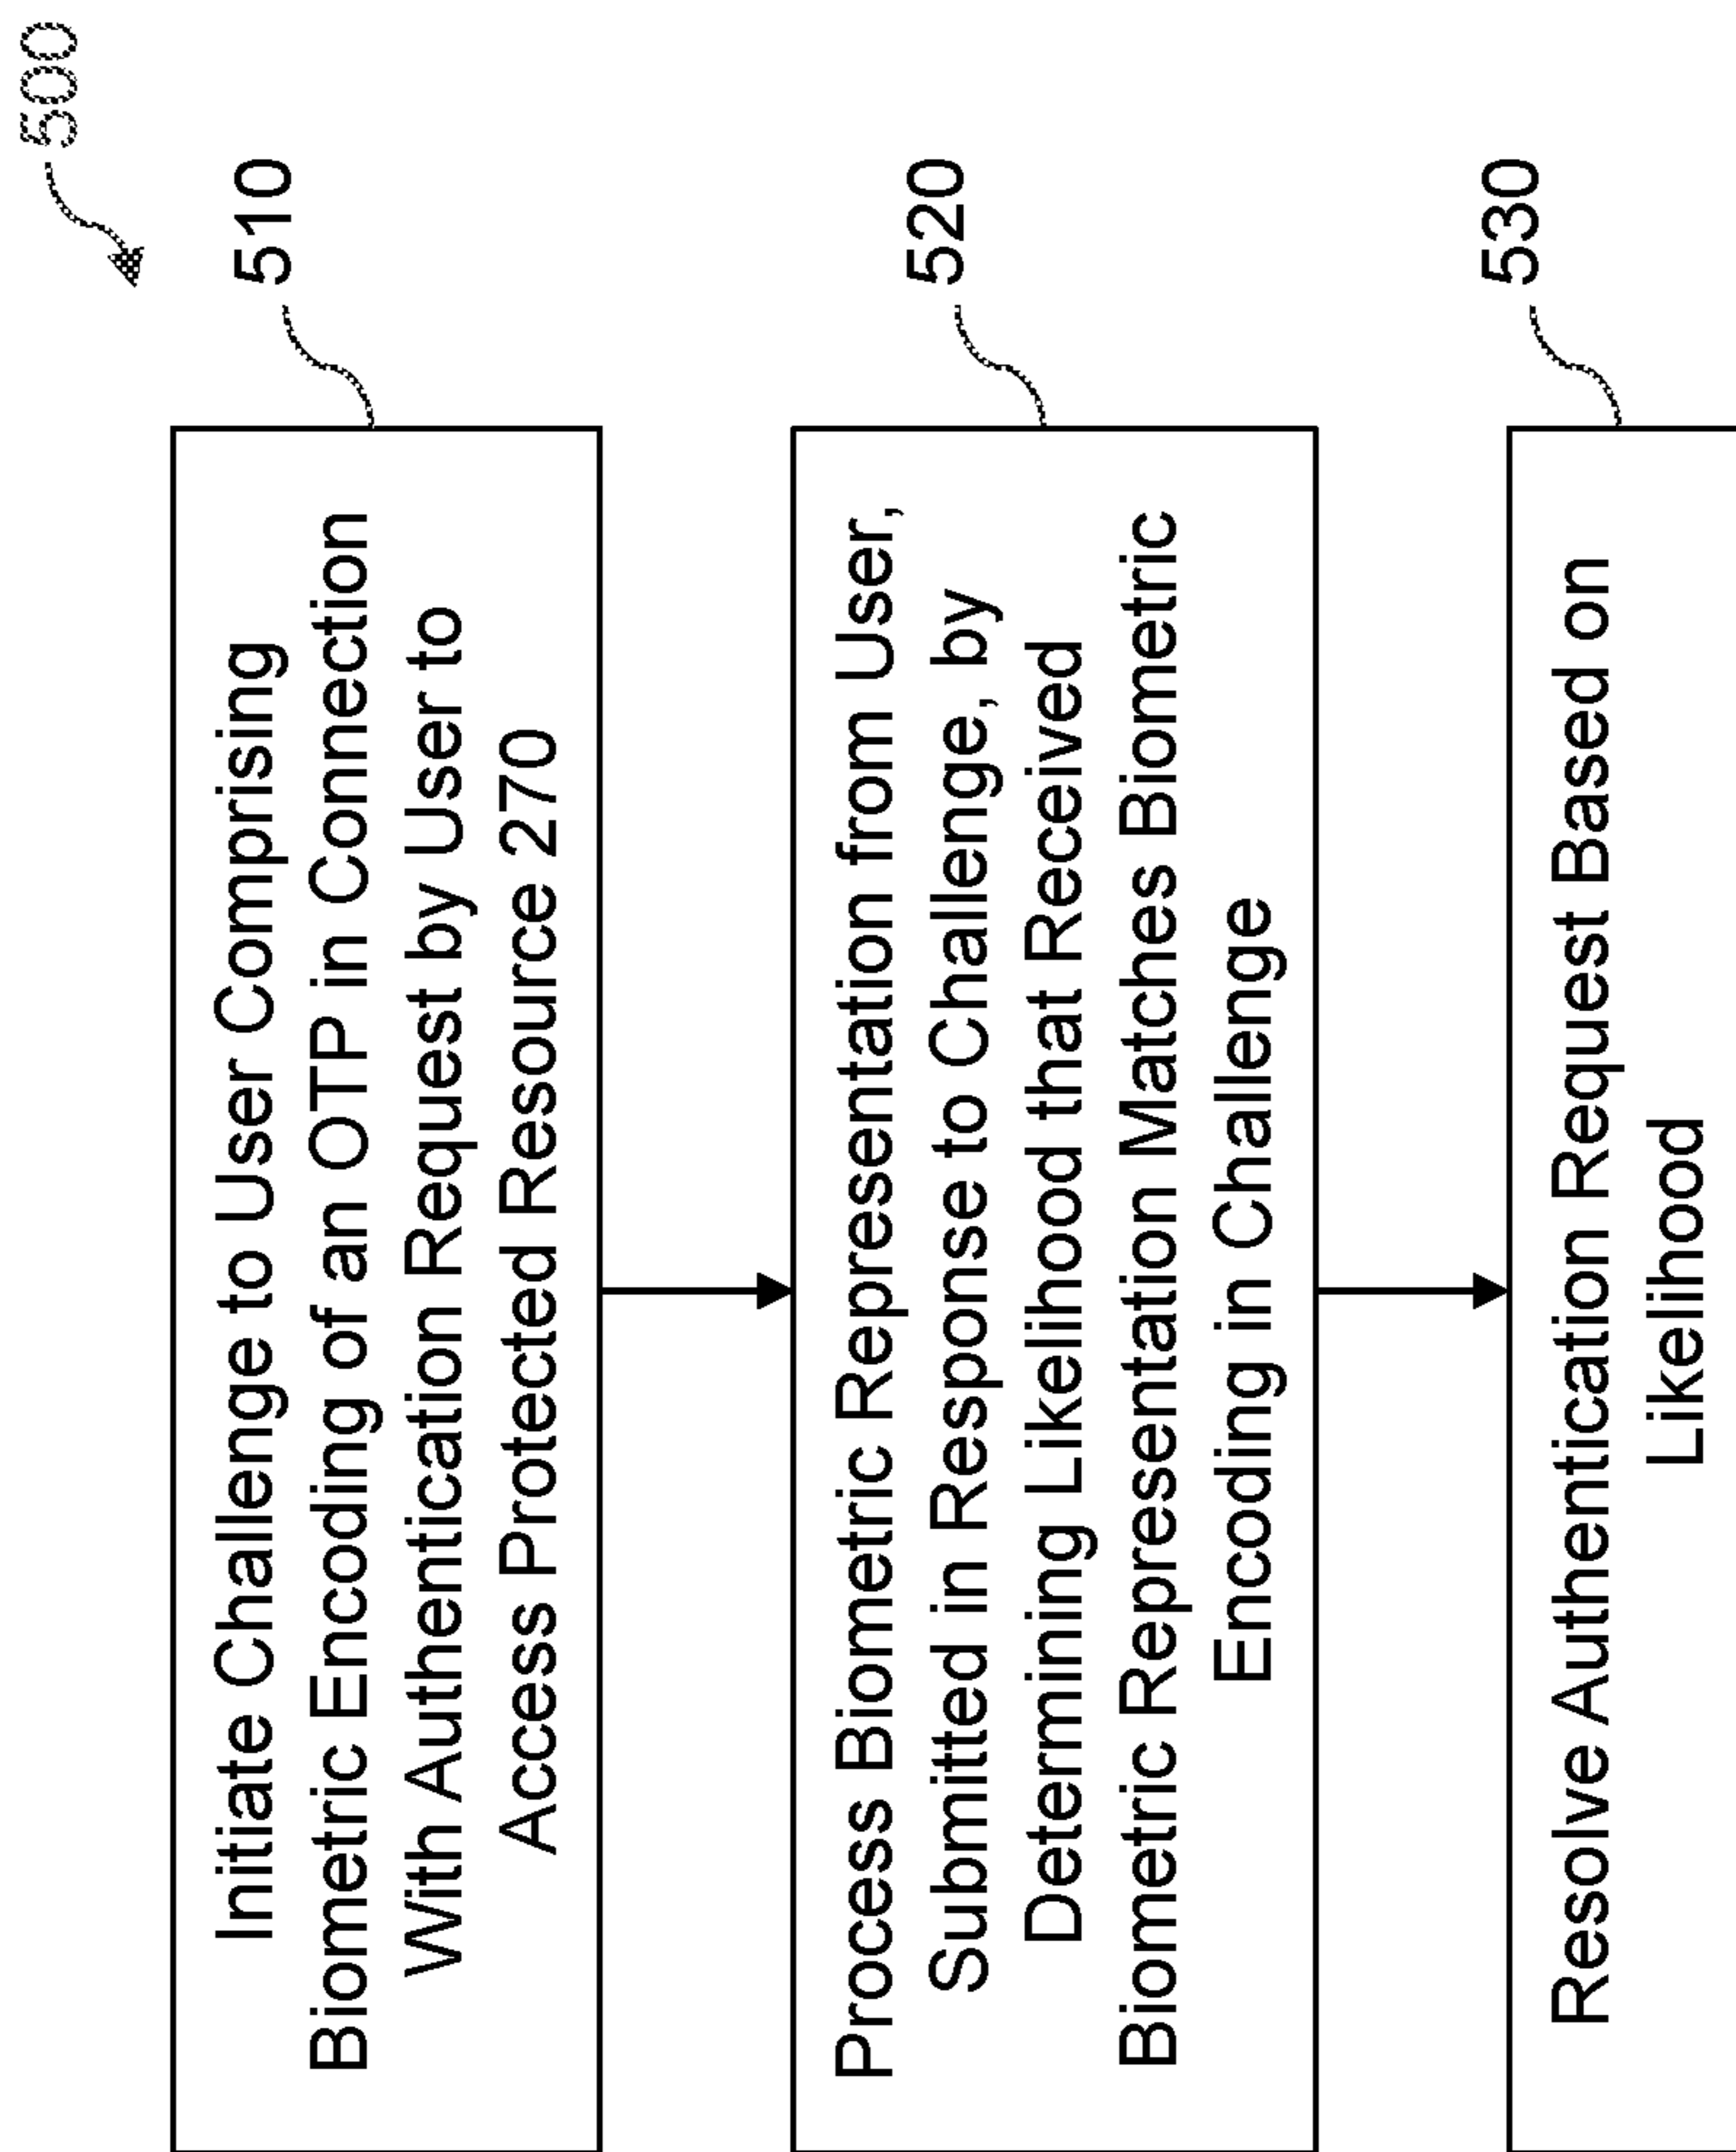 500
510
Initiate Challenge to User Comprising
Biometric Encoding of an OTP in Connection
With Authentication Request by User to
Access Protected Resource 270
520
Process Biometric Representation from User,
Submitted in Response to Challenge, by
Determining Likelihood that Received
Biometric Representation Matches Biometric
Encoding in Challenge
530
Resolve Authentication Request Based on
Likelihood